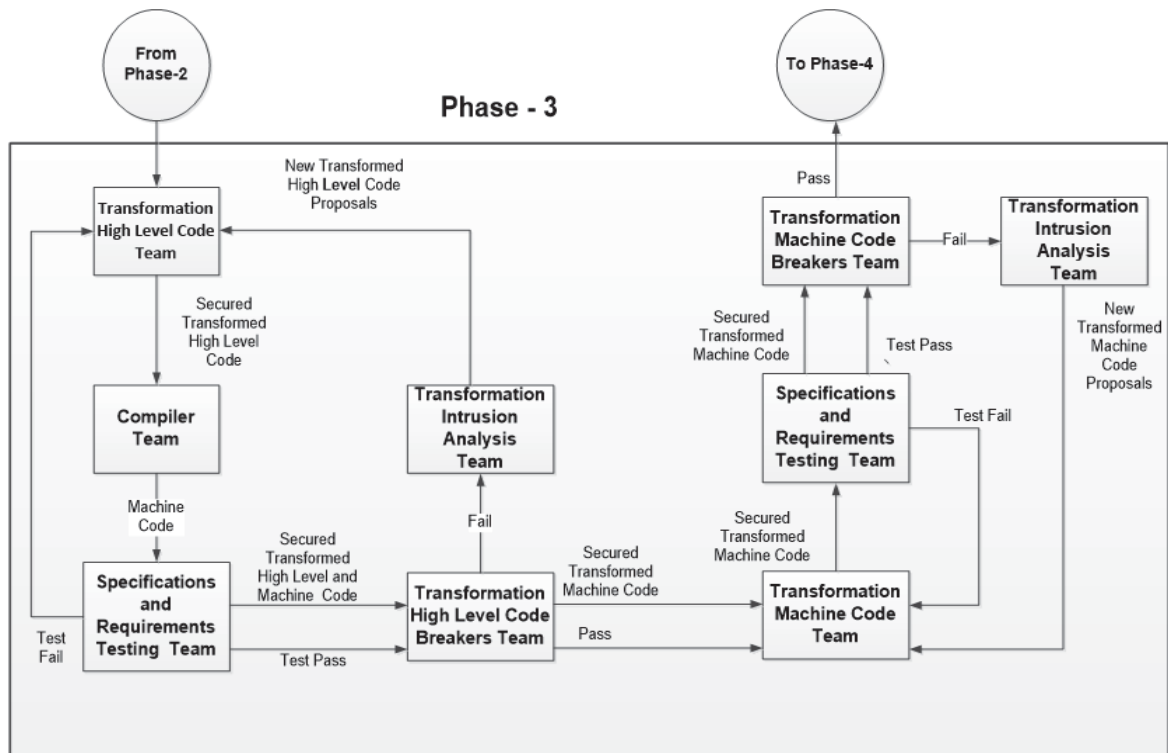 From
Phase-2
To Phase-4
Phase - 3
New Transformed
High Level Code
Proposals
Pass
Transformation
High Level Code
Team
Transformation
Machine Code
Breakers Team
Fail
Transformation
Intrusion
Analysis
Team
Secured
Transformed
High Level
Code
Secured
Transformed
Machine Code
Test Pass
New
Transformed
Machine
Code
Proposals
Compiler
Team
Transformation
Intrusion
Analysis
Team
Specifications
and
Requirements
Testing Team
Test Fail
Machine
Code
Fail
Secured
Transformed
Machine Code
Secured
Transformed
High Level and
Machine Code
Secured
Transformed
Machine Code
Specifications
and
Requirements
Testing Team
Transformation
High Level Code
Breakers Team
Transformation
Machine Code
Team
Test
Fail
Test Pass
Pass